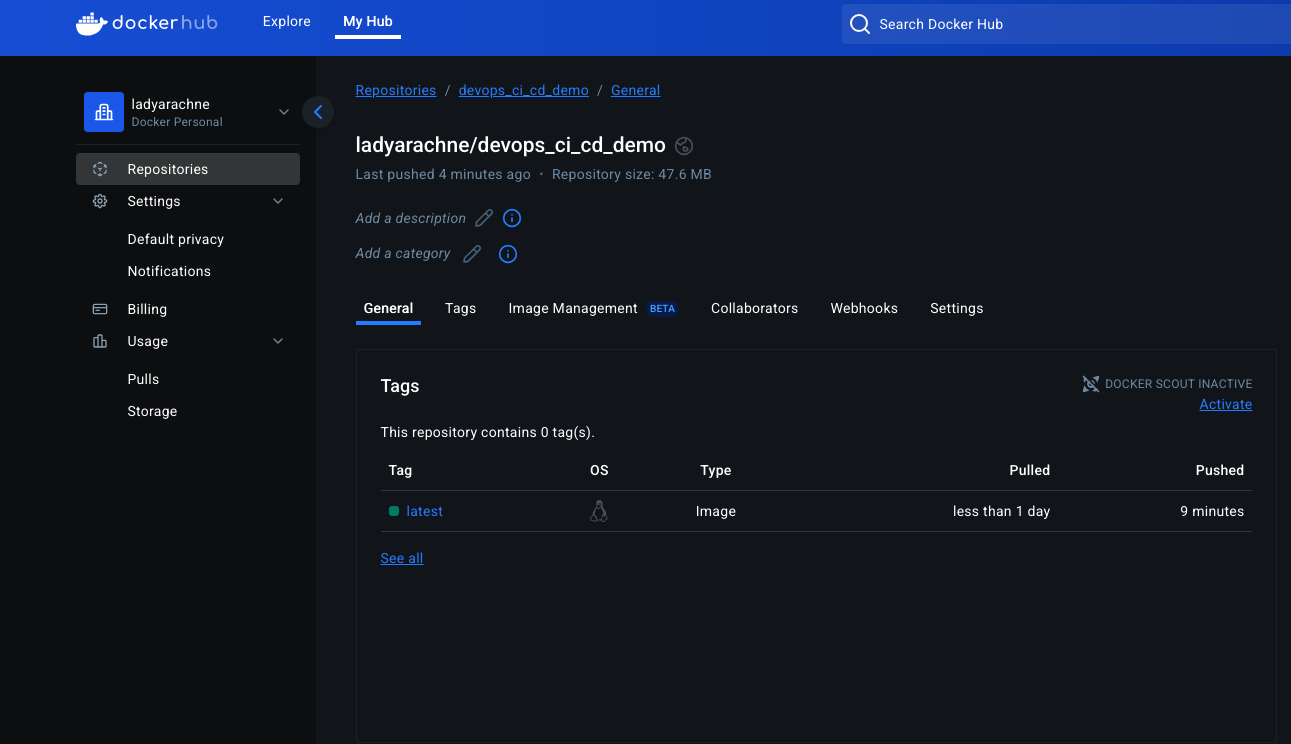 dockerhub
Explore
My Hub
Search Docker Hub
ladyarachne
Docker Personal
Repositories
Settings
Default privacy
Notifications
Billing
Usage
Pulls
Storage
Repositories / devops_ci_cd_demo / General
ladyarachne/devops_ci_cd_demo
Last pushed 4 minutes ago • Repository size: 47.6 MB
Add a description
Add a category
General Tags Image Management BETA Collaborators Webhooks Settings
Tags
DOCKER SCOUT INACTIVE
Activate
This repository contains 0 tag(s).
Tag OS Type Pulled Pushed
latest Image less than 1 day 9 minutes
See all